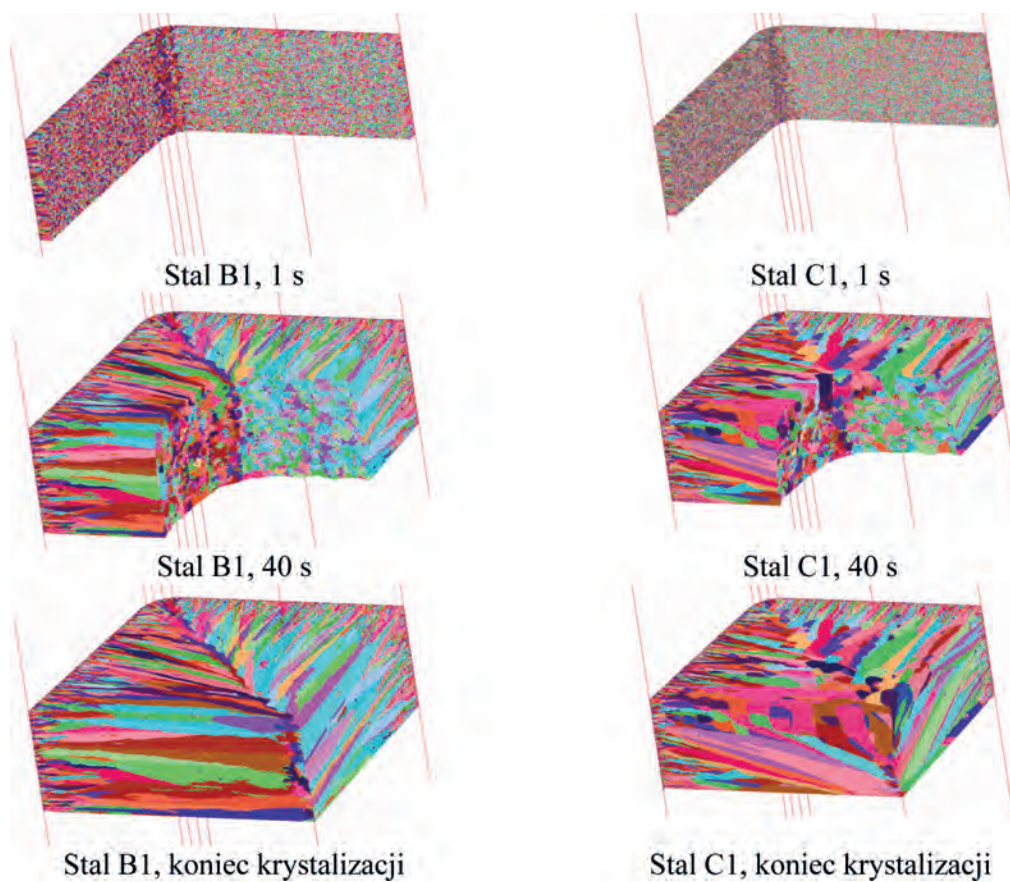 Stal B1, 1 s
Stal C1, 1 s
Stal B1, 40 s
Stal C1, 40 s
Stal B1, koniec krystalizacji
Stal C1, koniec krystalizacji